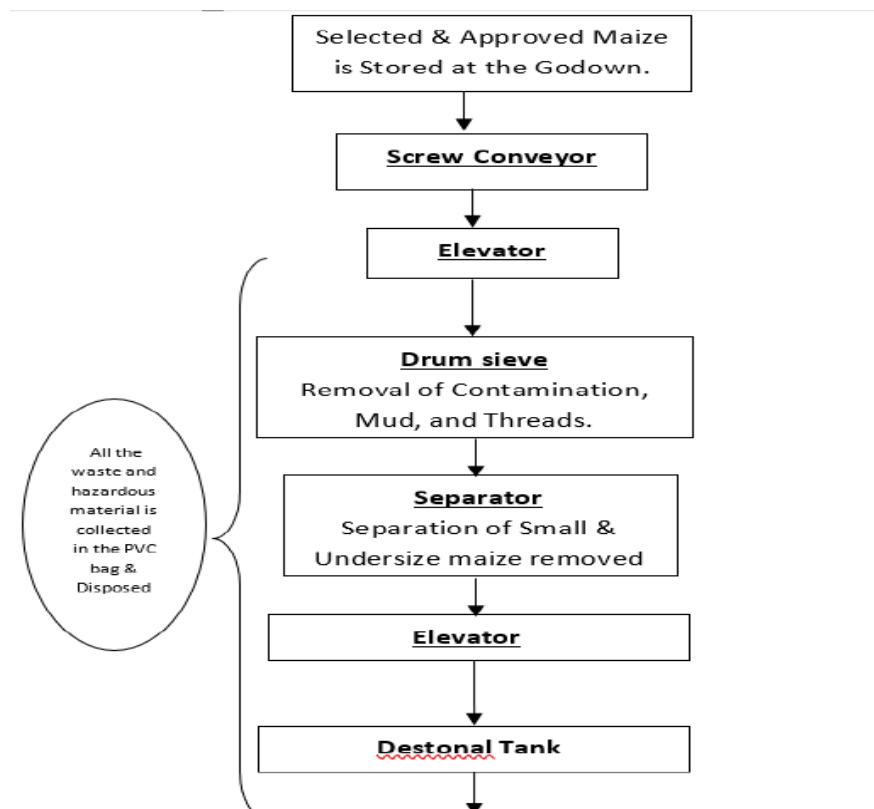 Selected & Approved Maize
is Stored at the Godown.
Screw Conveyor
Elevator
Drum sieve
Removal of Contamination,
Mud, and Threads.
All the
waste and
hazardous
material is
collected
in the PVC
bag &
Disposed
Separator
Separation of Small &
Undersize maize removed
Elevator
Destonal Tank